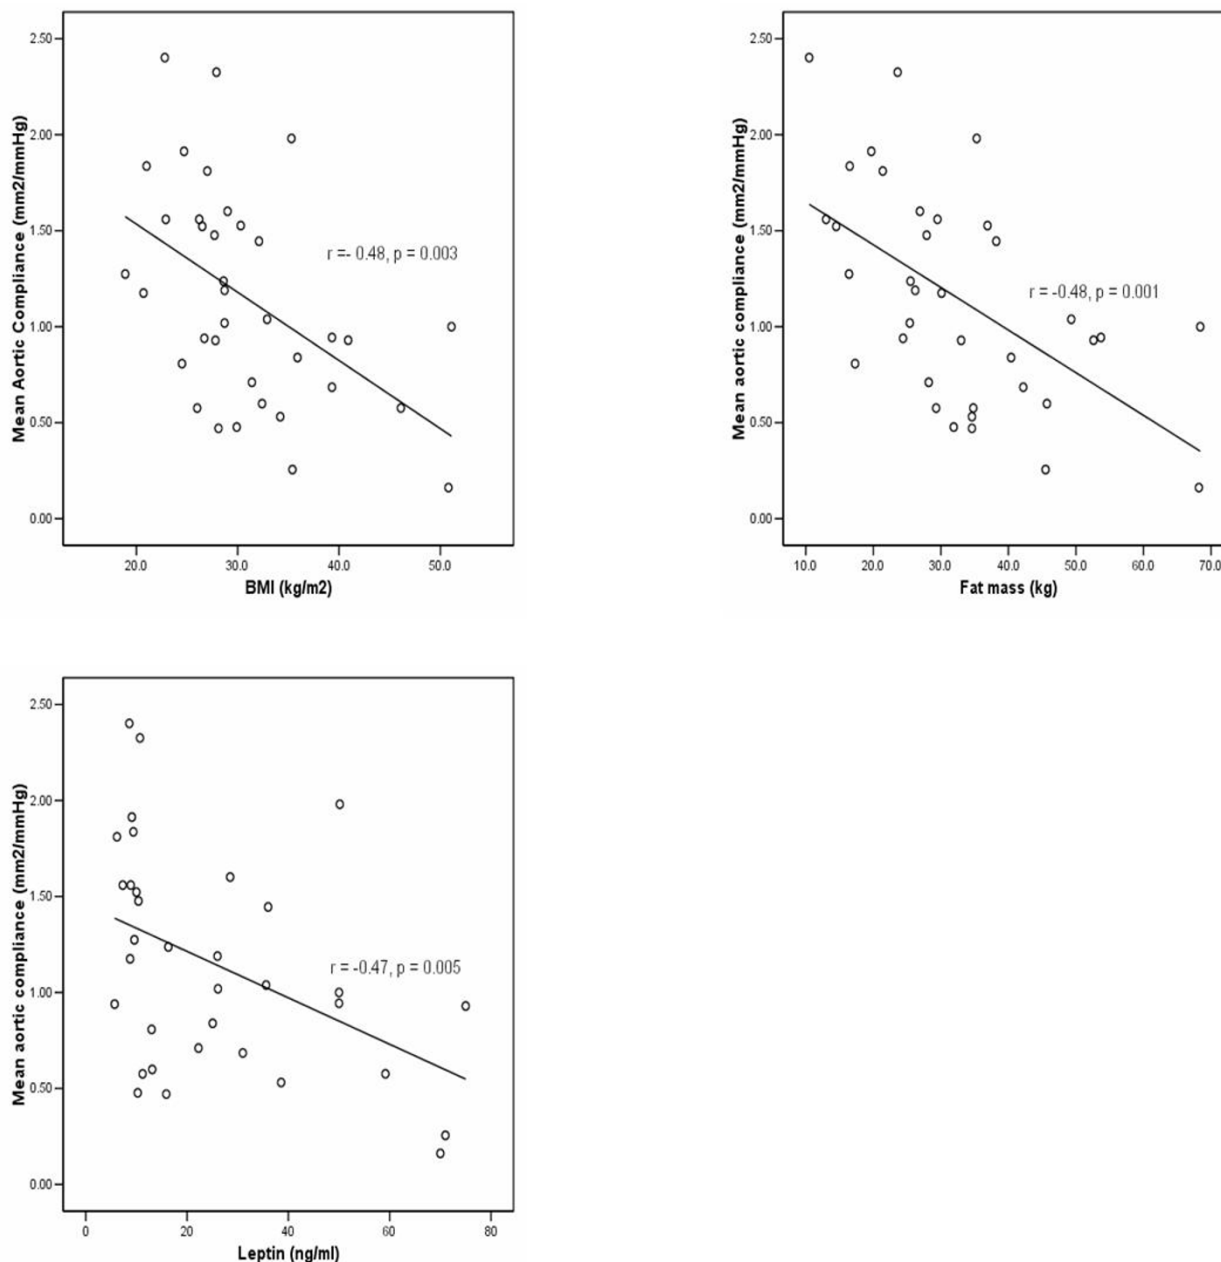 2.50
2.00
1.50
1.00
0.50
0.00
Mean Aortic Compliance (mm2/mmHg)
r =- 0.48, p = 0.003
20.0 30.0 40.0 50.0
BMI (kg/m2)
2.50
2.00
1.50
1.00
0.50
0.00
Mean aortic compliance (mm2/mmHg)
r = -0.48, p = 0.001
10.0 20.0 30.0 40.0 50.0 60.0 70.0
Fat mass (kg)
2.50
2.00
1.50
1.00
0.50
0.00
Mean aortic compliance (mm2/mmHg)
r = -0.47, p = 0.005
0 20 40 60 80
Leptin (ng/ml)